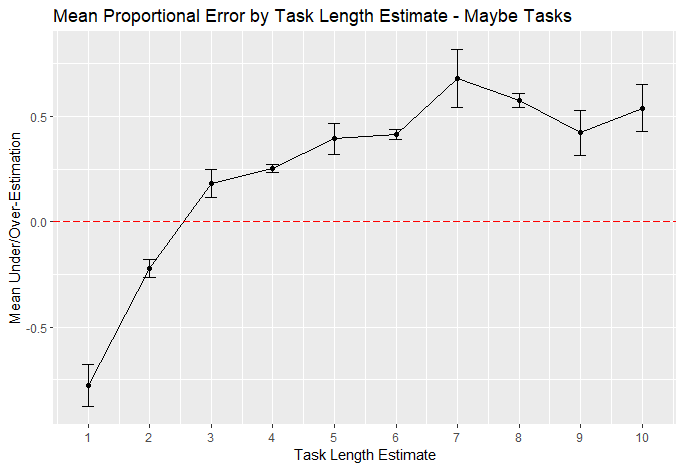 Mean Proportional Error by Task Length Estimate - Maybe Tasks
Mean Under/Over-Estimation
0.5
0.0
-0.5
1 2 3 4 5 6 7 8 9 10
Task Length Estimate